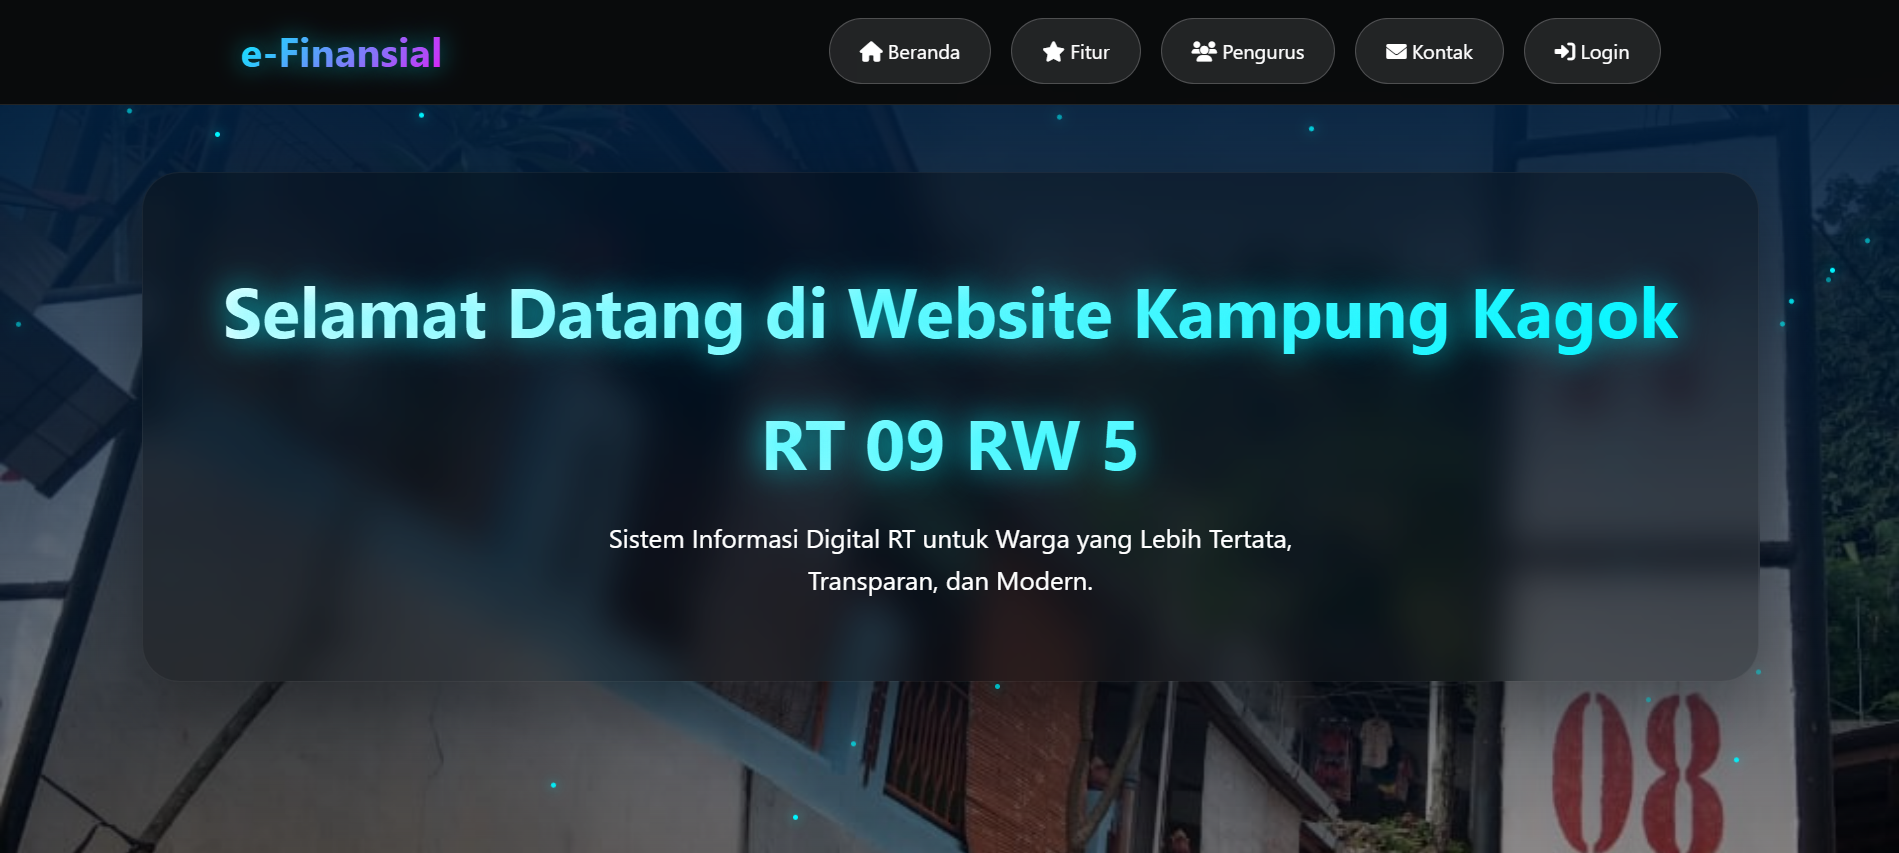 e-Finansial
Beranda
Fitur
Pengurus
Kontak
Login
Selamat Datang di Website Kampung Kagok
RT 09 RW 5
Sistem Informasi Digital RT untuk Warga yang Lebih Tertata,
Transparan, dan Modern.
08